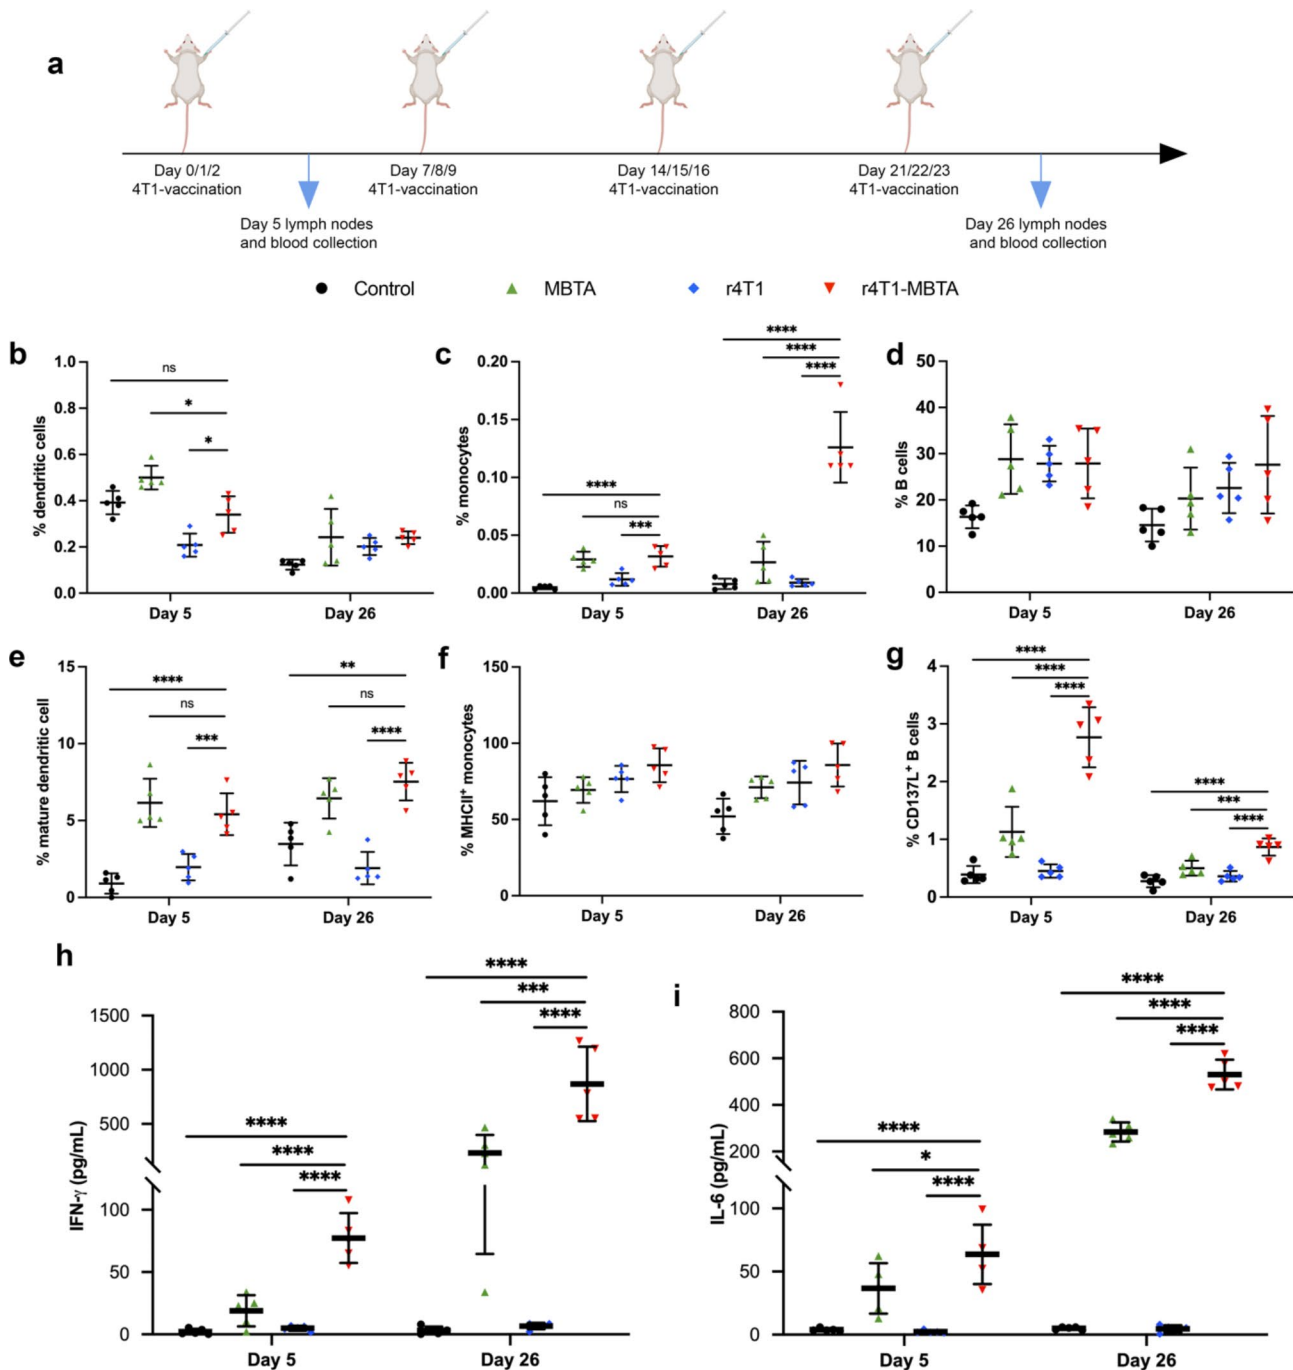 a
Day 0/1/2
4T1-vaccination
Day 7/8/9
4T1-vaccination
Day 14/15/16
4T1-vaccination
Day 21/22/23
4T1-vaccination
Day 5 lymph nodes
and blood collection
Day 26 lymph nodes
and blood collection
Control MBTA r4T1 r4T1-MBTA
b
% dendritic cells
1.0
0.8
0.6
0.4
0.2
0.0
ns
*
*
Day 5 Day 26
c
% monocytes
0.20
0.15
0.10
0.05
0.00
****
ns
***
****
****
****
Day 5 Day 26
d
% B cells
50
40
30
20
10
0
Day 5 Day 26
e
% mature dendritic cell
15
10
5
0
****
ns
***
**
ns
****
Day 5 Day 26
f
% MHCII⁺ monocytes
150
100
50
0
Day 5 Day 26
g
% CD137L⁺ B cells
4
3
2
1
0
****
****
****
****
***
****
Day 5 Day 26
h
IFN-γ (pg/mL)
1500
1000
500
100
50
0
****
****
****
****
***
****
Day 5 Day 26
i
IL-6 (pg/mL)
800
600
400
200
100
50
0
****
*
****
****
****
****
Day 5 Day 26